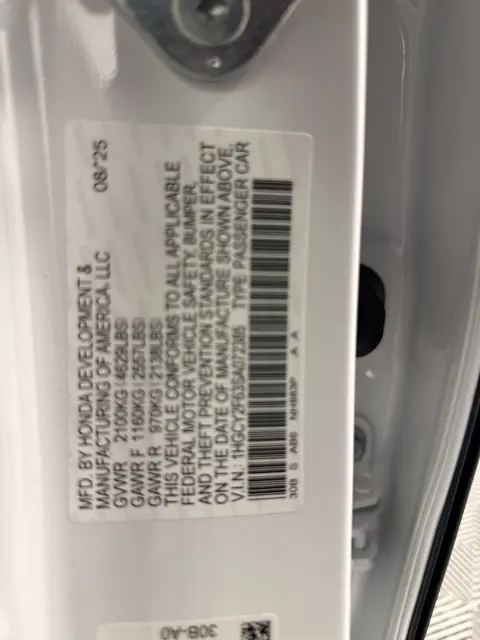 MFD. BY HONDA DEVELOPMENT &
MANUFACTURING OF AMERICA, LLC 08/'25
GVWR 2100KG(4629LBS)
GAWR F 1160KG(2557LBS)
GAWR R 970KG(2138LBS)
THIS VEHICLE CONFORMS TO ALL APPLICABLE
FEDERAL MOTOR VEHICLE SAFETY, BUMPER,
AND THEFT PREVENTION STANDARDS IN EFFECT
ON THE DATE OF MANUFACTURE SHOWN ABOVE.
V.I.N.: 1HGCY2F63SA072385 TYPE: PASSENGER CAR
30B S AB6 NH883P A A
30B-A0